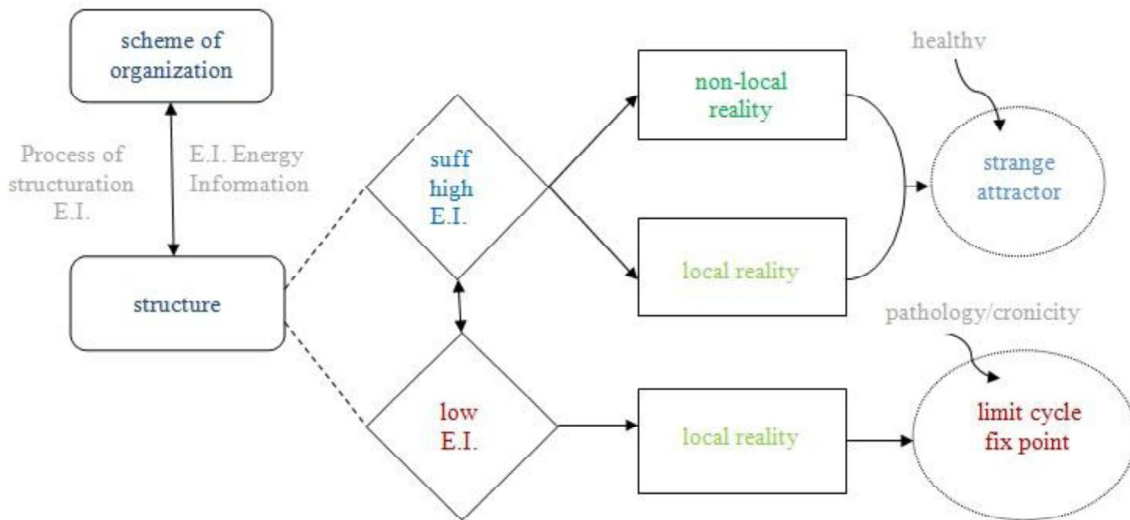 scheme of
organization
Process of
structuration
E.I.
E.I. Energy
Information
structure
suff
high
E.I.
low
E.I.
non-local
reality
local reality
local reality
healthy
strange
attractor
pathology/cronicity
limit cycle
fix point